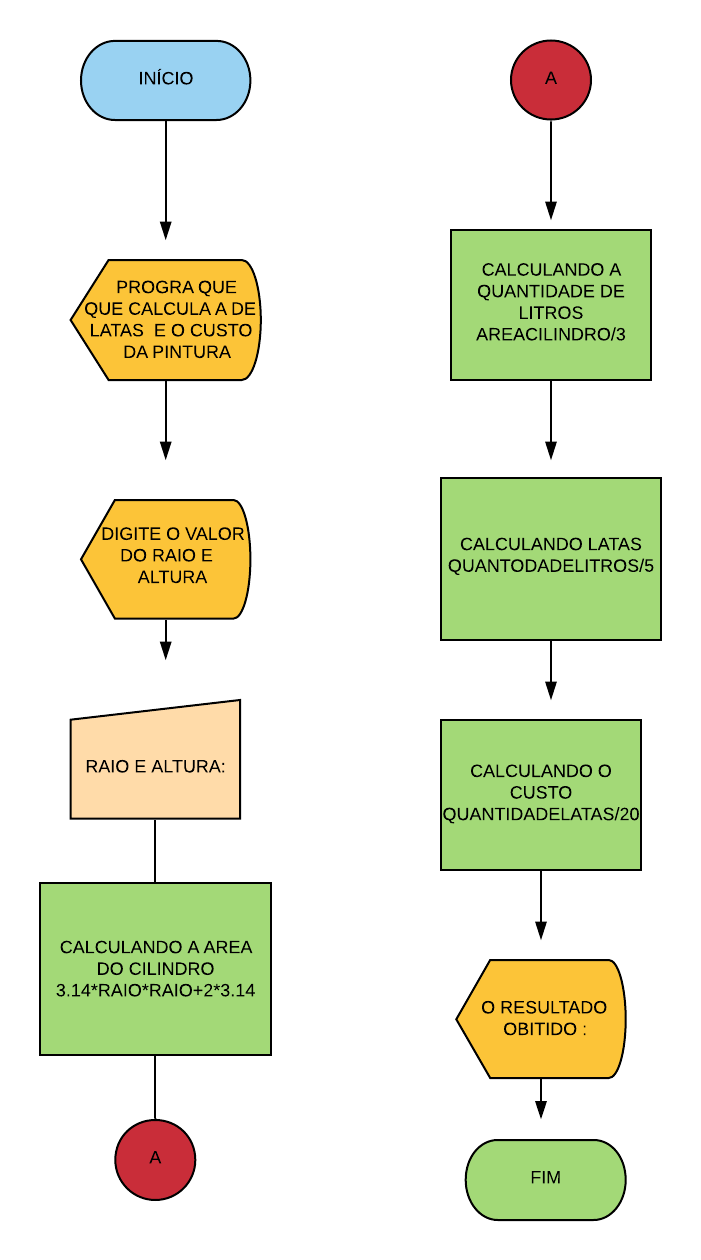 INÍCIO
PROGRA QUE
QUE CALCULA A DE
LATAS E O CUSTO
DA PINTURA
DIGITE O VALOR
DO RAIO E
ALTURA
RAIO E ALTURA:
CALCULANDO A AREA
DO CILINDRO
3.14*RAIO*RAIO+2*3.14
A
A
CALCULANDO A
QUANTIDADE DE
LITROS
AREACILINDRO/3
CALCULANDO LATAS
QUANTODADELITROS/5
CALCULANDO O
CUSTO
QUANTIDADELATAS/20
O RESULTADO
OBITIDO :
FIM